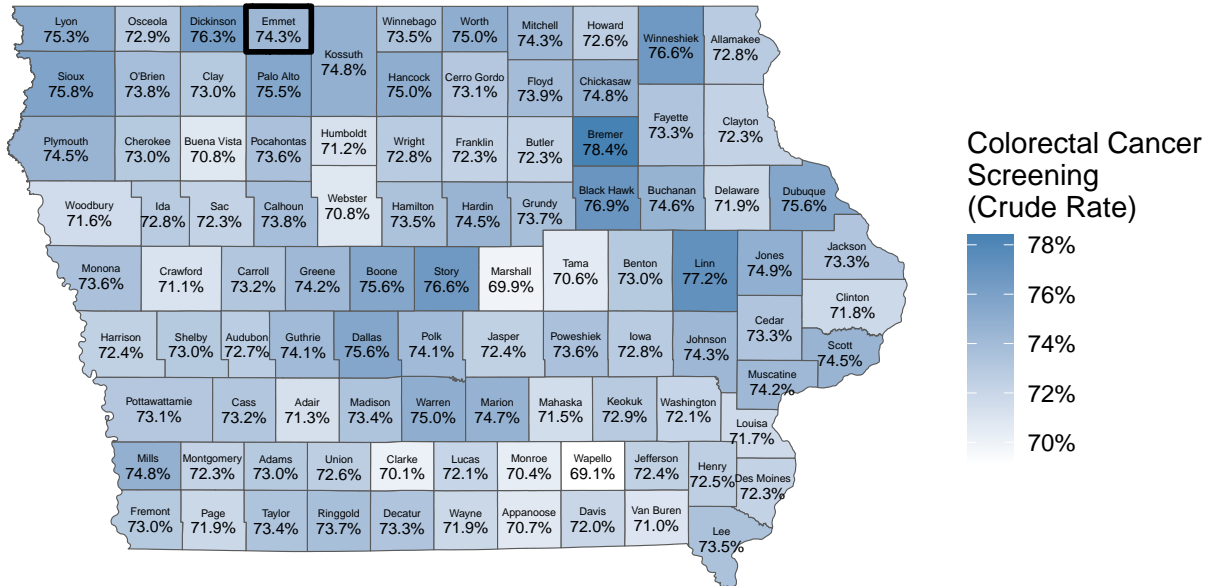 Lyon
75.3%
Osceola
72.9%
Dickinson
76.3%
Emmet
74.3%
Kossuth
74.8%
Winnebago
73.5%
Worth
75.0%
Mitchell
74.3%
Howard
72.6%
Winneshiek
76.6%
Allamakee
72.8%
Sioux
75.8%
O'Brien
73.8%
Clay
73.0%
Palo Alto
75.5%
Hancock
75.0%
Cerro Gordo
73.1%
Floyd
73.9%
Chickasaw
74.8%
Fayette
73.3%
Clayton
72.3%
Plymouth
74.5%
Cherokee
73.0%
Buena Vista
70.8%
Pocahontas
73.6%
Humboldt
71.2%
Wright
72.8%
Franklin
72.3%
Butler
72.3%
Bremer
78.4%
Woodbury
71.6%
Ida
72.8%
Sac
72.3%
Calhoun
73.8%
Webster
70.8%
Hamilton
73.5%
Hardin
74.5%
Grundy
73.7%
Black Hawk
76.9%
Buchanan
74.6%
Delaware
71.9%
Dubuque
75.6%
Monona
73.6%
Crawford
71.1%
Carroll
73.2%
Greene
74.2%
Boone
75.6%
Story
76.6%
Marshall
69.9%
Tama
70.6%
Benton
73.0%
Linn
77.2%
Jones
74.9%
Jackson
73.3%
Clinton
71.8%
Harrison
72.4%
Shelby
73.0%
Audubon
72.7%
Guthrie
74.1%
Dallas
75.6%
Polk
74.1%
Jasper
72.4%
Poweshiek
73.6%
Iowa
72.8%
Johnson
74.3%
Cedar
73.3%
Scott
74.5%
Muscatine
74.2%
Pottawattamie
73.1%
Cass
73.2%
Adair
71.3%
Madison
73.4%
Warren
75.0%
Marion
74.7%
Mahaska
71.5%
Keokuk
72.9%
Washington
72.1%
Louisa
71.7%
Mills
74.8%
Montgomery
72.3%
Adams
73.0%
Union
72.6%
Clarke
70.1%
Lucas
72.1%
Monroe
70.4%
Wapello
69.1%
Jefferson
72.4%
Henry
72.5%
Des Moines
72.3%
Fremont
73.0%
Page
71.9%
Taylor
73.4%
Ringgold
73.7%
Decatur
73.3%
Wayne
71.9%
Appanoose
70.7%
Davis
72.0%
Van Buren
71.0%
Lee
73.5%
Colorectal Cancer
Screening
(Crude Rate)
78%
76%
74%
72%
70%